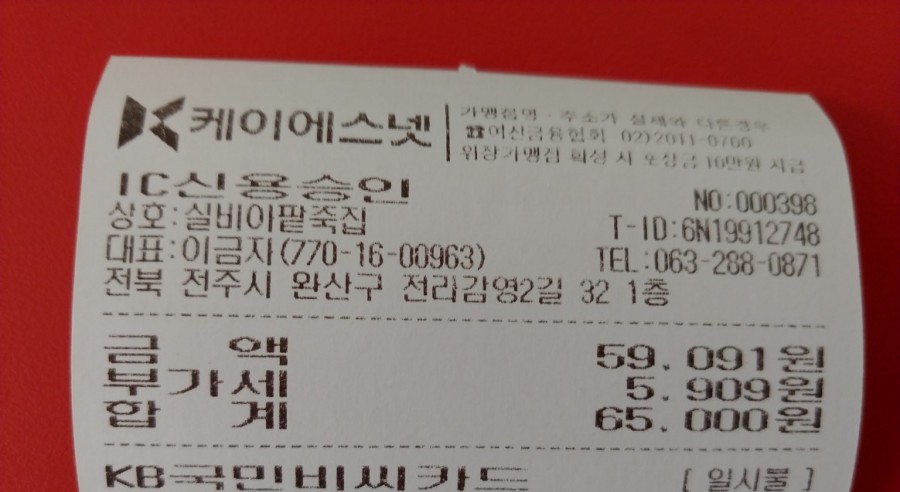 케이에스넷
가맹점명 · 주소가 실제와 다른경우
☎여신금융협회 02)2011-0760
위장가맹점 확정 시 포상금 10만원 지급
IC신용승인
NO:000398
상호:실비이팥죽집
T-ID:6N19912748
대표:이금자(770-16-00963)
TEL:063-288-0871
전북 전주시 완산구 전라감영2길 32 1층
금 액 59,091원
부가세 5,909원
합 계 65,000원
KB국민비씨카드 [ 일시불 ]